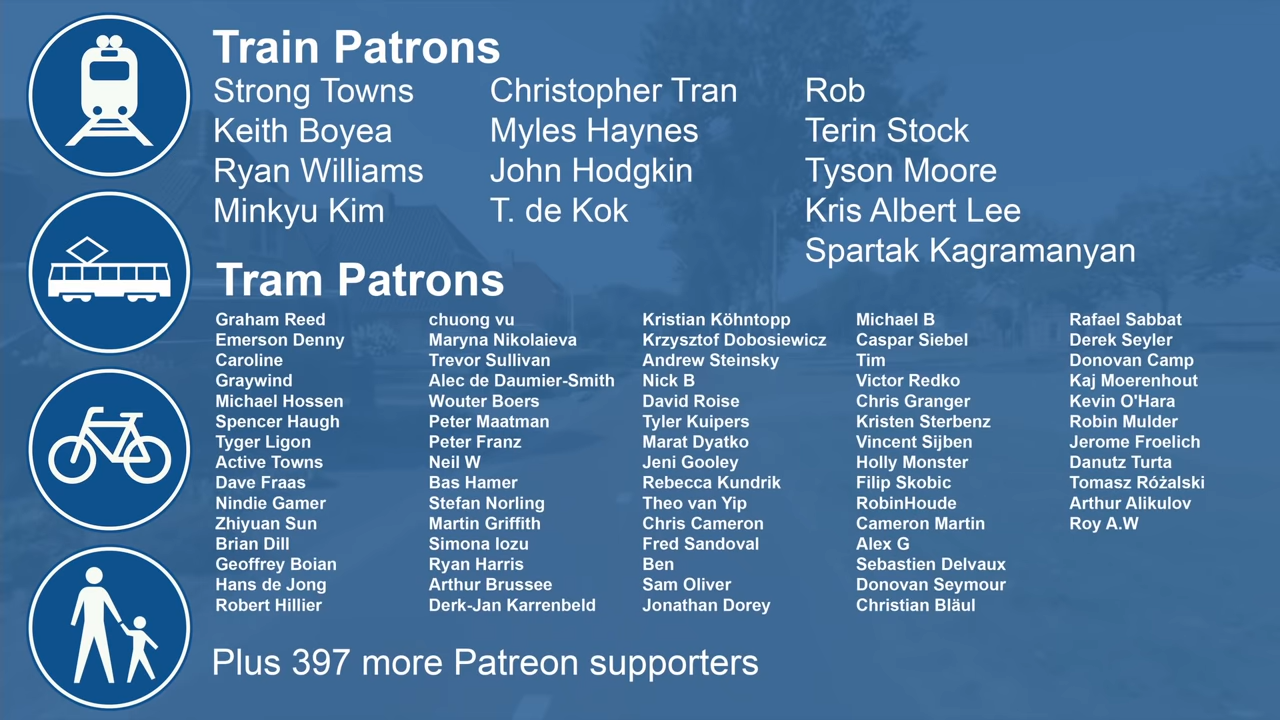 Train Patrons
Strong Towns
Keith Boyea
Ryan Williams
Minkyu Kim
Christopher Tran
Myles Haynes
John Hodgkin
T. de Kok
Rob
Terin Stock
Tyson Moore
Kris Albert Lee
Spartak Kagramanyan
Tram Patrons
Graham Reed
Emerson Denny
Caroline
Graywind
Michael Hossen
Spencer Haugh
Tyger Ligon
Active Towns
Dave Fraas
Nindie Gamer
Zhiyuan Sun
Brian Dill
Geoffrey Boian
Hans de Jong
Robert Hillier
chuong vu
Maryna Nikolaieva
Trevor Sullivan
Alec de Daumier-Smith
Wouter Boers
Peter Maatman
Peter Franz
Neil W
Bas Hamer
Stefan Norling
Martin Griffith
Simona Iozu
Ryan Harris
Arthur Brussee
Derk-Jan Karrenbeld
Kristian Köhntopp
Krzysztof Dobosiewicz
Andrew Steinsky
Nick B
David Roise
Tyler Kuipers
Marat Dyatko
Jeni Gooley
Rebecca Kundrik
Theo van Yip
Chris Cameron
Fred Sandoval
Ben
Sam Oliver
Jonathan Dorey
Michael B
Caspar Siebel
Tim
Victor Redko
Chris Granger
Kristen Sterbenz
Vincent Sijben
Holly Monster
Filip Skobic
RobinHoude
Cameron Martin
Alex G
Sebastien Delvaux
Donovan Seymour
Christian Bläul
Rafael Sabbat
Derek Seyler
Donovan Camp
Kaj Moerenhout
Kevin O'Hara
Robin Mulder
Jerome Froelich
Danutz Turta
Tomasz Różalski
Arthur Alikulov
Roy A.W
Plus 397 more Patreon supporters